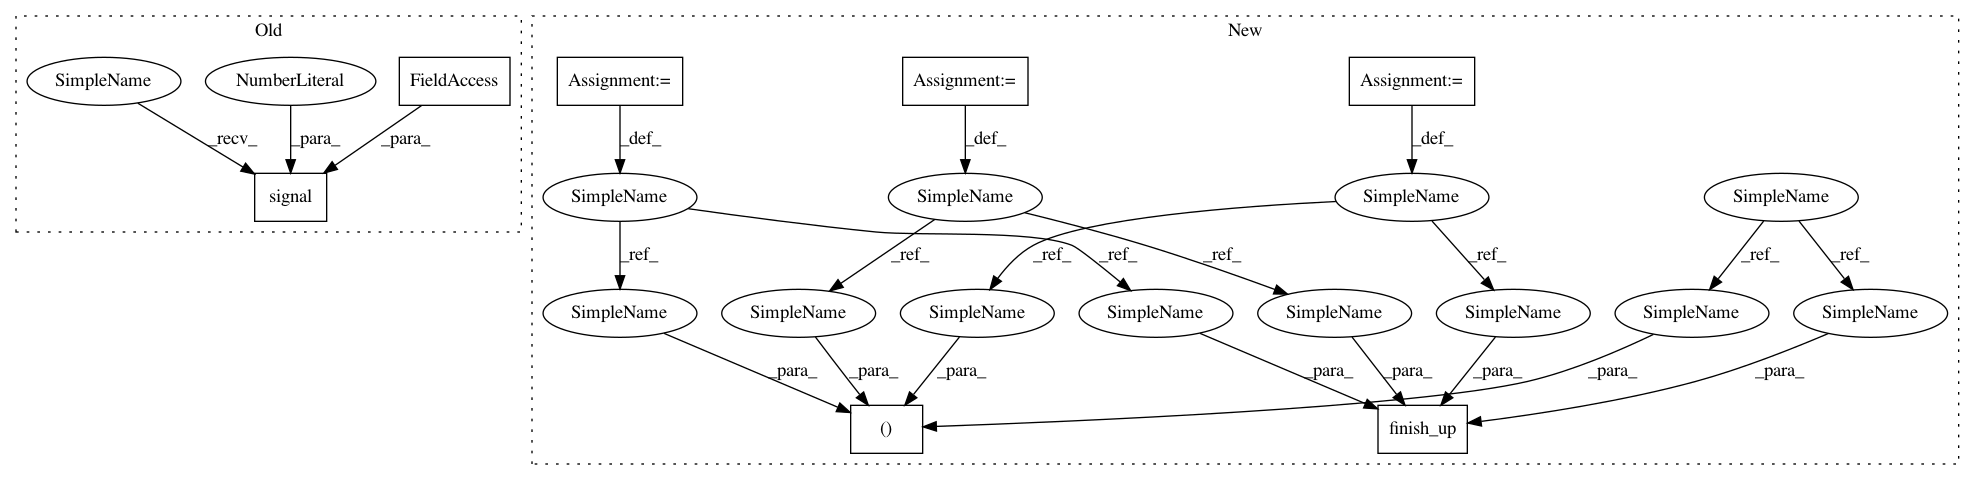 Old
New
SimpleName
NumberLiteral
FieldAccess
Assignment:=
Assignment:=
Assignment:=
_recv_
_para_
_para_
_def_
_def_
_def_
signal
SimpleName
SimpleName
SimpleName
SimpleName
_ref_
_ref_
_ref_
_ref_
_ref_
_ref_
_ref_
_ref_
SimpleName
SimpleName
SimpleName
SimpleName
SimpleName
SimpleName
SimpleName
SimpleName
_para_
_para_
_para_
_para_
_para_
_para_
_para_
_para_
()
finish_up